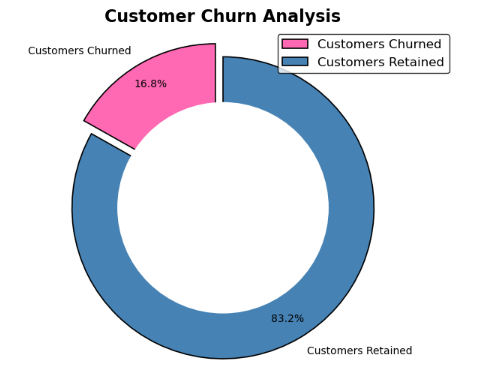 Customer Churn Analysis
Customers Churned
Customers Churned
Customers Retained
16.8%
83.2%
Customers Retained